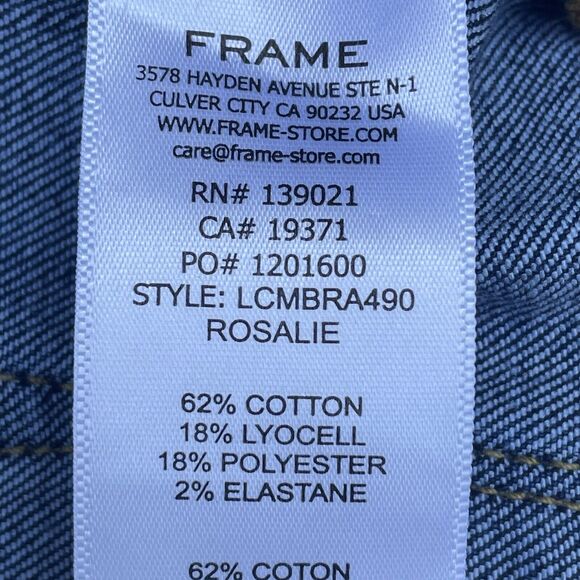 FRAME
3578 HAYDEN AVENUE STE N-1
CULVER CITY CA 90232 USA
WWW.FRAME-STORE.COM
care@frame-store.com
RN# 139021
CA# 19371
PO# 1201600
STYLE: LCMBRA490
ROSALIE
62% COTTON
18% LYOCELL
18% POLYESTER
2% ELASTANE
62% COTON